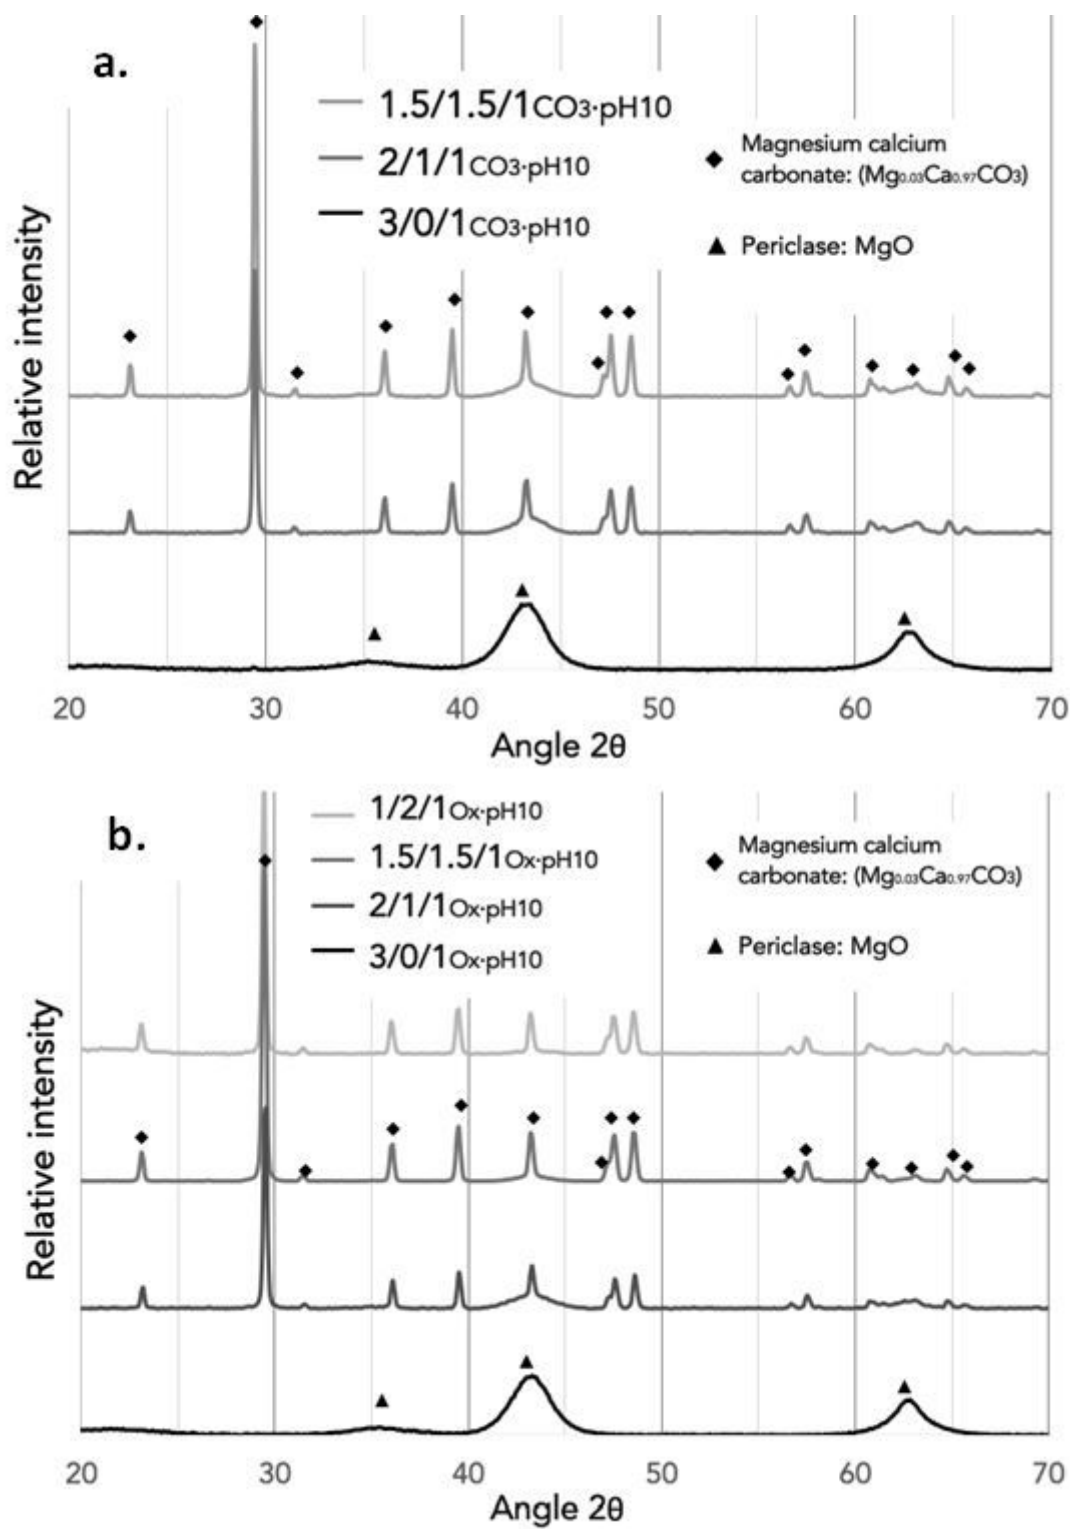 a.
1.5/1.5/1CO3·pH10
2/1/1CO3·pH10
3/0/1CO3·pH10
Magnesium calcium
carbonate: (Mg0.03Ca0.97CO3)
Periclase: MgO
Relative intensity
20 30 40 50 60 70
Angle 2θ
b.
1/2/1Ox·pH10
1.5/1.5/1Ox·pH10
2/1/1Ox·pH10
3/0/1Ox·pH10
Magnesium calcium
carbonate: (Mg0.03Ca0.97CO3)
Periclase: MgO
Relative intensity
20 30 40 50 60 70
Angle 2θ